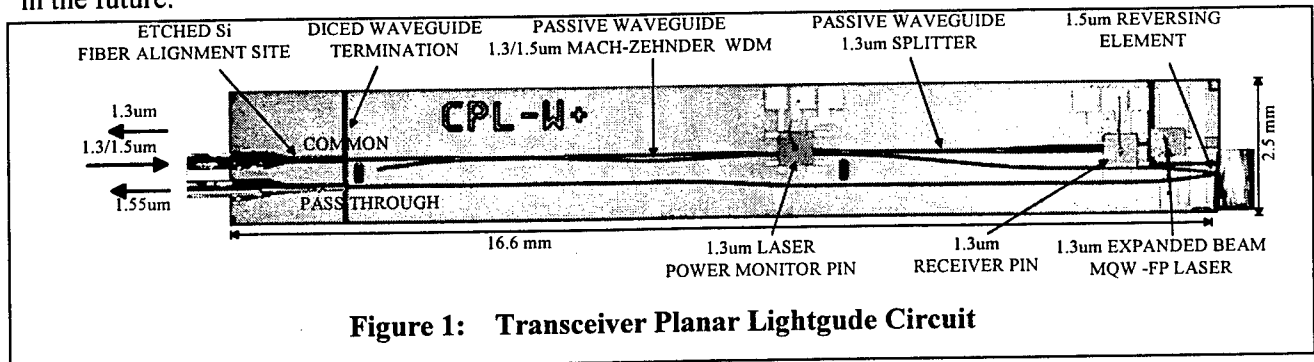 in the future.
ETCHED Si
FIBER ALIGNMENT SITE
DICED WAVEGUIDE
TERMINATION
PASSIVE WAVEGUIDE
1.3/1.5um MACH-ZEHNDER WDM
PASSIVE WAVEGUIDE
1.3um SPLITTER
1.5um REVERSING
ELEMENT
1.3um
1.3/1.5um
1.55um
CPL-W+
COMMON
PASS THROUGH
2.5 mm
16.6 mm
1.3um LASER
POWER MONITOR PIN
1.3um
RECEIVER PIN
1.3um EXPANDED BEAM
MQW -FP LASER
Figure 1: Transceiver Planar Lightgude Circuit